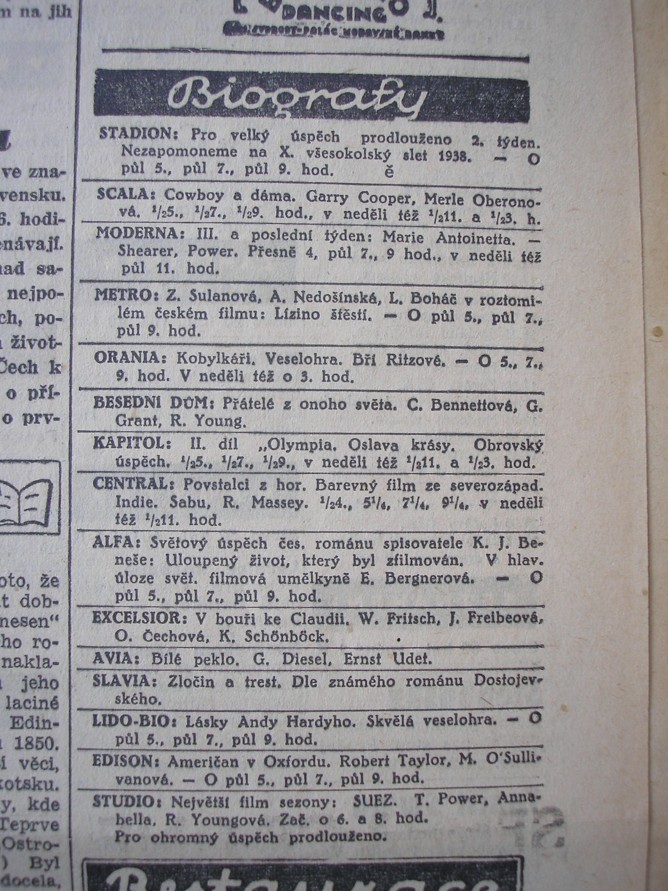 DANCING
Biografy
STADION: Pro velký úspěch prodlouženo 2. týden.
Nezapomoneme na X. všesokolský slet 1938. — O
půl 5., půl 7., půl 9. hod. ě
SCALA: Cowboy a dáma. Garry Cooper, Merle Oberono-
vá. ½5., ½7., ½9. hod., v neděli též ½11. a ½3. h.
MODERNA: III. a poslední týden: Marie Antoinetta. —
Shearer, Power. Přesně 4, půl 7., 9 hod., v neděli též
půl 11. hod.
METRO: Z. Sulanová, A. Nedošínská, L. Boháč v roztomi-
lém českém filmu: Lízino štěstí. — O půl 5., půl 7.,
půl 9. hod.
ORANIA: Kobylkáři. Veselohra. Bří Ritzové. — O 5., 7.,
9. hod. V neděli též o 3. hod.
BESEDNÍ DŮM: Přátelé z onoho světa. C. Bennettová, G.
Grant, R. Young.
KAPITOL: II. díl „Olympia. Oslava krásy. Obrovský
úspěch. ½5., ½7., ½9., v neděli též ½11. a ½3. hod.
CENTRAL: Povstalci z hor. Barevný film ze severozápad.
Indie. Sabu, R. Massey. ½4., 5¼, 7¼, 9¼, v neděli
též ½11. hod.
ALFA: Světový úspěch čes. románu spisovatele K. J. Be-
neše: Uloupený život, který byl zfilmován. V hlav.
úloze svět. filmová umělkyně E. Bergnerová. — O
půl 5., půl 7., půl 9. hod.
EXCELSIOR: V bouři ke Claudii. W. Fritsch, J. Freibeová,
O. Čechová, K. Schönböck.
AVIA: Bílé peklo. G. Diesel, Ernst Udet.
SLAVIA: Zločin a trest. Dle známého románu Dostojev-
ského.
LIDO-BIO: Lásky Andy Hardyho. Skvělá veselohra. — O
půl 5., půl 7., půl 9. hod.
EDISON: Američan v Oxfordu. Robert Taylor, M. O'Sulli-
vanová. — O půl 5., půl 7., půl 9. hod.
STUDIO: Největší film sezony: SUEZ. T. Power, Anna-
bella, R. Youngová. Zač. o 6. a 8. hod.
Pro ohromný úspěch prodlouženo.
Restaurace
m na jih
ve zna-
vensku.
6. hodi-
enávají.
nad sa-
nejpo-
ch, po-
život-
Čech k
o pří-
o prv-
oto, že
t dob-
nesen“
ho ro-
nakla-
jeho
laciné
Edin-
1850.
í věci,
kotsku.
y, kde
Teprve
Ostro-
) Byl
docela,